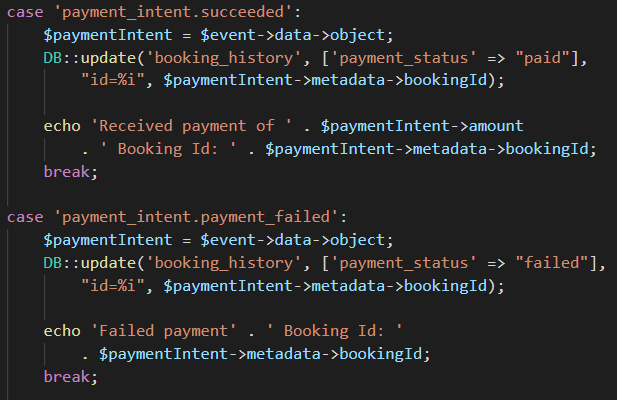 case 'payment_intent.succeeded':
$paymentIntent = $event->data->object;
DB::update('booking_history', ['payment_status' => "paid"],
"id=%i", $paymentIntent->metadata->bookingId);
echo 'Received payment of ' . $paymentIntent->amount
. ' Booking Id: ' . $paymentIntent->metadata->bookingId;
break;
case 'payment_intent.payment_failed':
$paymentIntent = $event->data->object;
DB::update('booking_history', ['payment_status' => "failed"],
"id=%i", $paymentIntent->metadata->bookingId);
echo 'Failed payment' . ' Booking Id: '
. $paymentIntent->metadata->bookingId;
break;